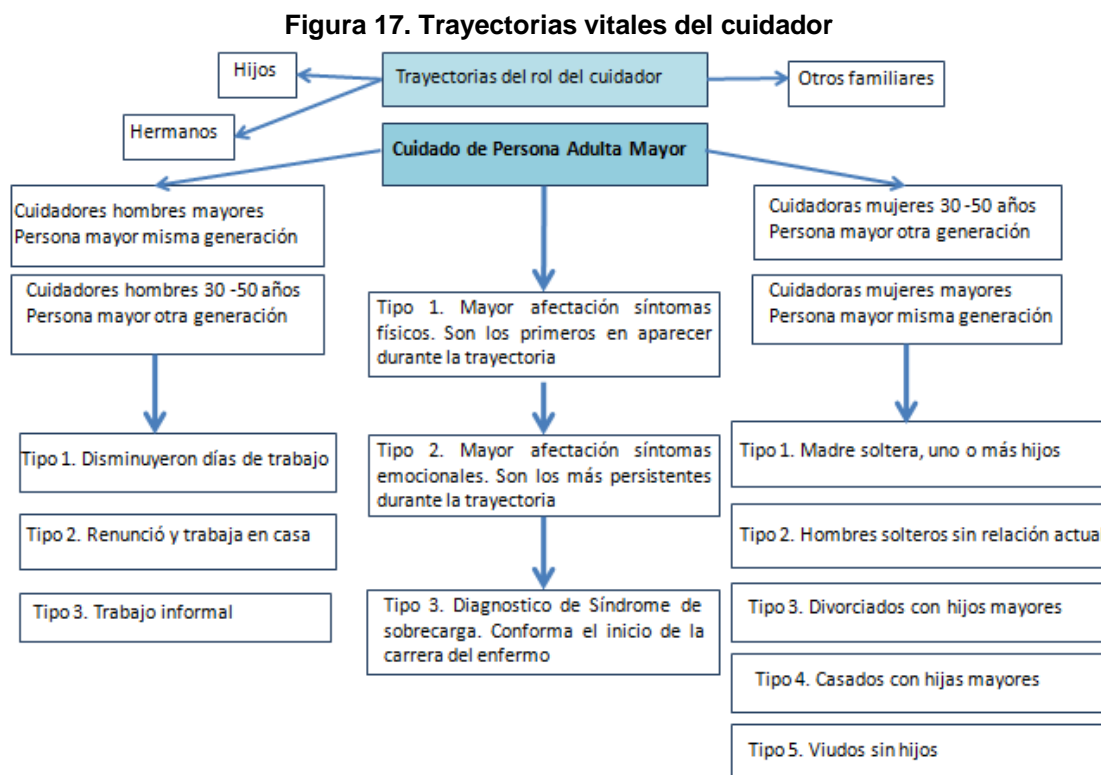 Figura 17. Trayectorias vitales del cuidador
Hijos
Trayectorias del rol del cuidador
Otros familiares
Hermanos
Cuidado de Persona Adulta Mayor
Cuidadores hombres mayores
Persona mayor misma generación
Cuidadores hombres 30 -50 años
Persona mayor otra generación
Tipo 1. Disminuyeron días de trabajo
Tipo 2. Renunció y trabaja en casa
Tipo 3. Trabajo informal
Tipo 1. Mayor afectación síntomas
físicos. Son los primeros en aparecer
durante la trayectoria
Tipo 2. Mayor afectación síntomas
emocionales. Son los más persistentes
durante la trayectoria
Tipo 3. Diagnostico de Síndrome de
sobrecarga. Conforma el inicio de la
carrera del enfermo
Cuidadoras mujeres 30 -50 años
Persona mayor otra generación
Cuidadoras mujeres mayores
Persona mayor misma generación
Tipo 1. Madre soltera, uno o más hijos
Tipo 2. Hombres solteros sin relación actua
Tipo 3. Divorciados con hijos mayores
Tipo 4. Casados con hijas mayores
Tipo 5. Viudos sin hijos